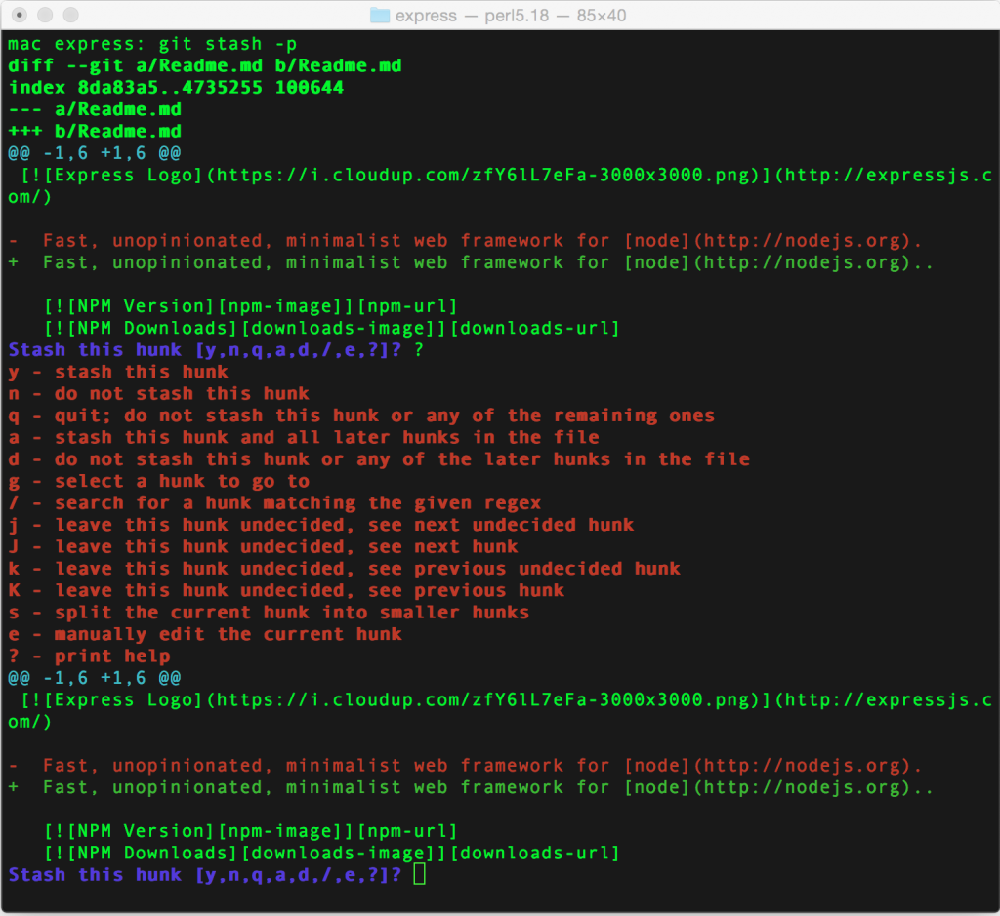 express — perl5.18 — 85×40
mac express: git stash -p
diff --git a/Readme.md b/Readme.md
index 8da83a5..4735255 100644
--- a/Readme.md
+++ b/Readme.md
@@ -1,6 +1,6 @@
 [![Express Logo](https://i.cloudup.com/zfY6lL7eFa-3000x3000.png)](http://expressjs.c
om/)
-  Fast, unopinionated, minimalist web framework for [node](http://nodejs.org).
+  Fast, unopinionated, minimalist web framework for [node](http://nodejs.org)..
   [![NPM Version][npm-image]][npm-url]
   [![NPM Downloads][downloads-image]][downloads-url]
Stash this hunk [y,n,q,a,d,/,e,?]? ?
y - stash this hunk
n - do not stash this hunk
q - quit; do not stash this hunk or any of the remaining ones
a - stash this hunk and all later hunks in the file
d - do not stash this hunk or any of the later hunks in the file
g - select a hunk to go to
/ - search for a hunk matching the given regex
j - leave this hunk undecided, see next undecided hunk
J - leave this hunk undecided, see next hunk
k - leave this hunk undecided, see previous undecided hunk
K - leave this hunk undecided, see previous hunk
s - split the current hunk into smaller hunks
e - manually edit the current hunk
? - print help
@@ -1,6 +1,6 @@
 [![Express Logo](https://i.cloudup.com/zfY6lL7eFa-3000x3000.png)](http://expressjs.c
om/)
-  Fast, unopinionated, minimalist web framework for [node](http://nodejs.org).
+  Fast, unopinionated, minimalist web framework for [node](http://nodejs.org)..
   [![NPM Version][npm-image]][npm-url]
   [![NPM Downloads][downloads-image]][downloads-url]
Stash this hunk [y,n,q,a,d,/,e,?]?